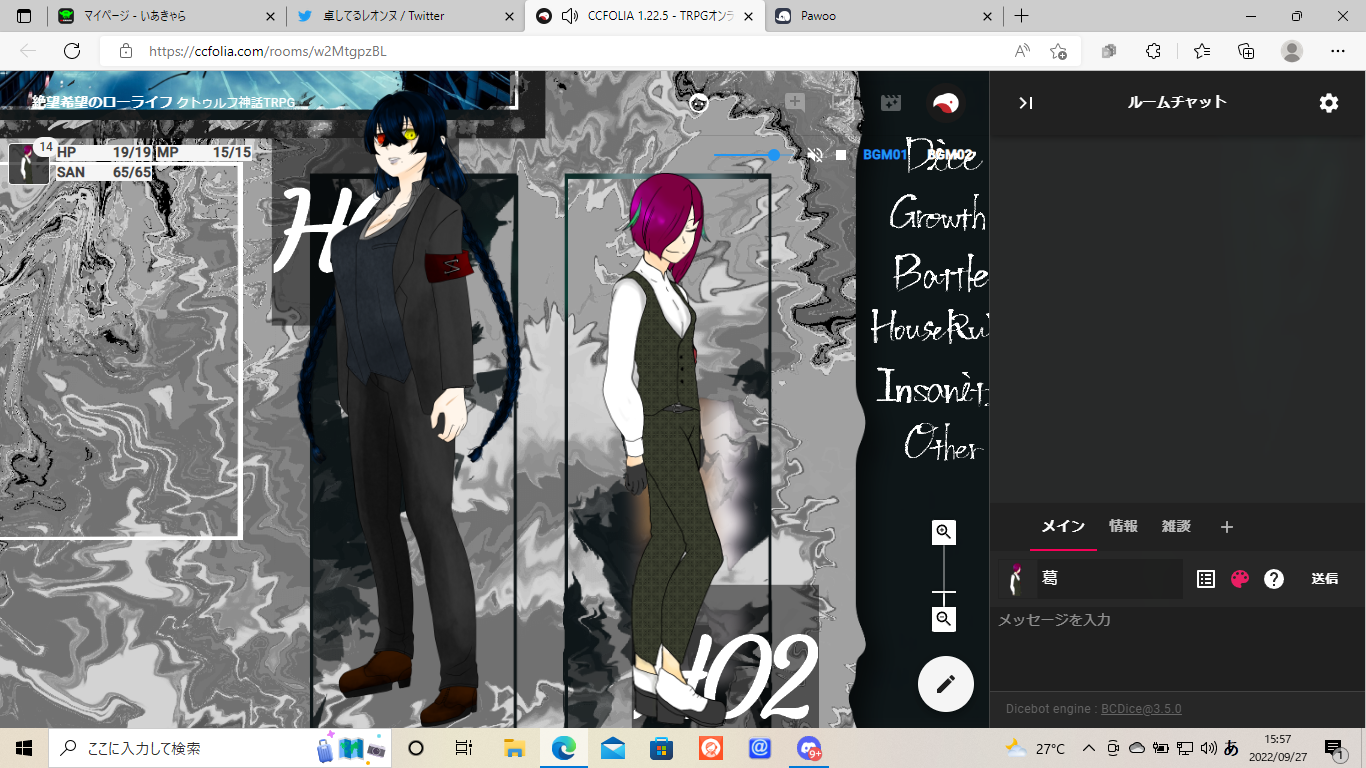 マイページ - いあきゃら
卓してるレオンヌ / Twitter
CCFOLIA 1.22.5 - TRPGオンラ
Pawoo
https://ccfolia.com/rooms/w2MtgpzBL
絶望希望のローライフ クトゥルフ神話TRPG
ルームチャット
14
HP 19/19 MP 15/15
SAN 65/65
BGM01 BGM02
Dice
Growth
Battle
HouseRu
Insanit
Other
HO2
S
メイン 情報 雑談
葛
送信
メッセージを入力
Dicebot engine : BCDice@3.5.0
ここに入力して検索
9+
27°C
あ
15:57
2022/09/27
1